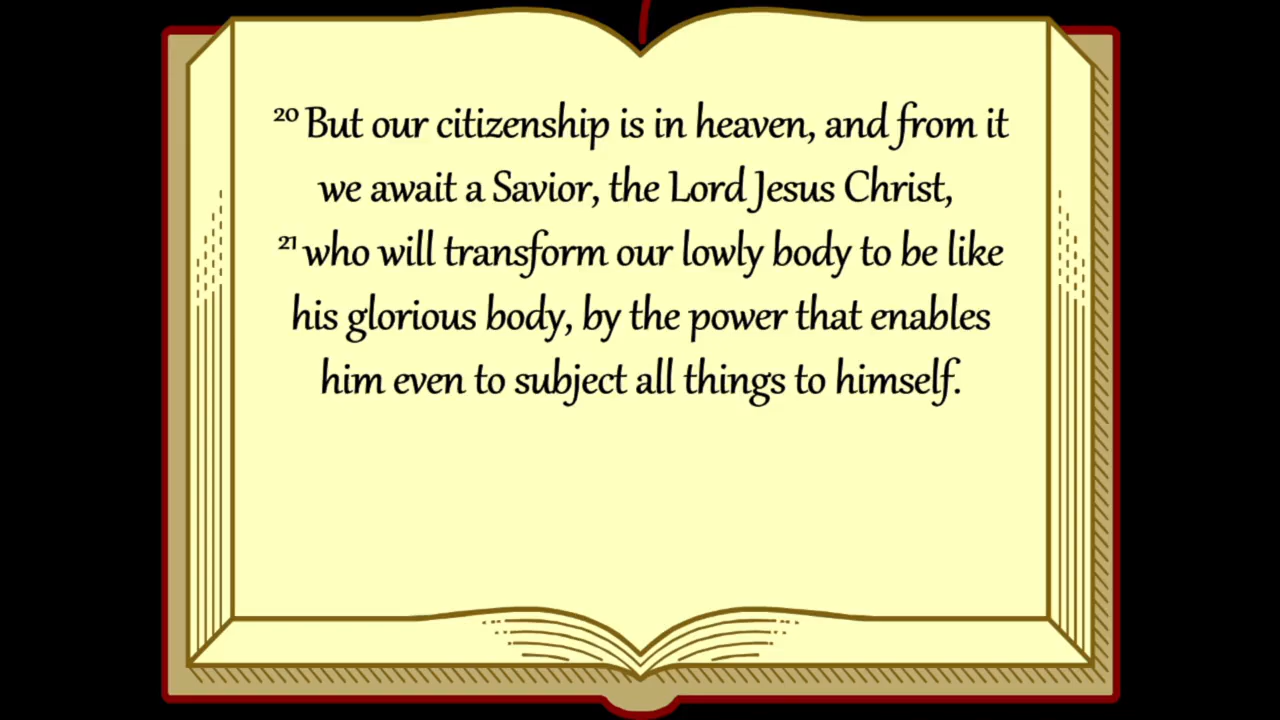 20 But our citizenship is in heaven, and from it
we await a Savior, the Lord Jesus Christ,
21 who will transform our lowly body to be like
his glorious body, by the power that enables
him even to subject all things to himself.